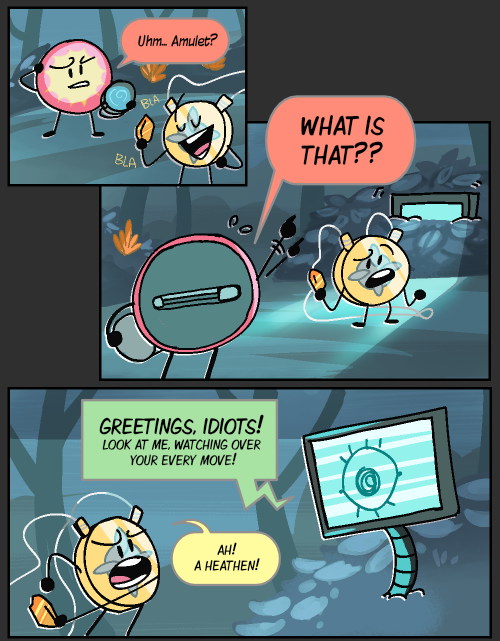 Uhm... Amulet?
BLA
BLA
WHAT IS
THAT??
GREETINGS, IDIOTS!
LOOK AT ME, WATCHING OVER
YOUR EVERY MOVE!
AH!
A HEATHEN!